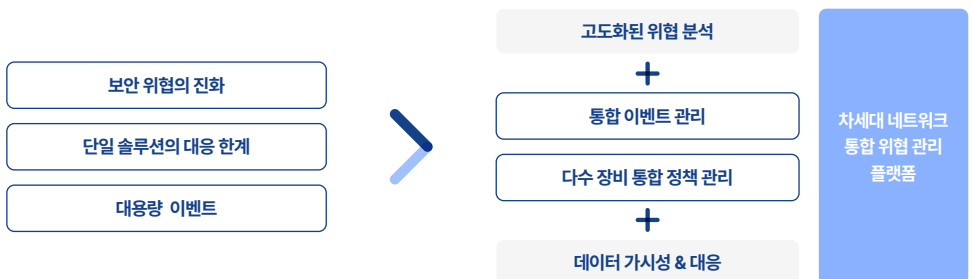 보안 위협의 진화
단일 솔루션의 대응 한계
대용량 이벤트
고도화된 위협 분석
+
통합 이벤트 관리
다수 장비 통합 정책 관리
+
데이터 가시성 & 대응
차세대 네트워크
통합 위협 관리
플랫폼